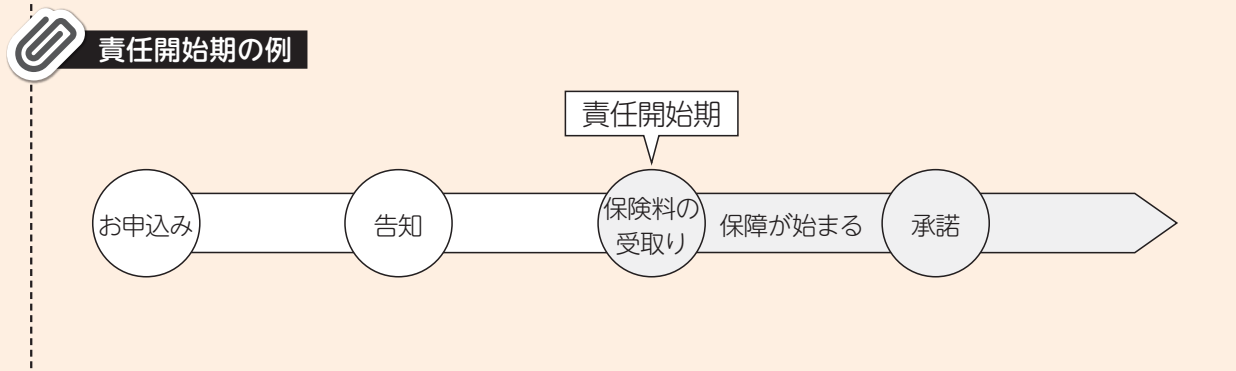 責任開始期の例
責任開始期
お申込み
告知
保険料の
受取り
保障が始まる
承諾